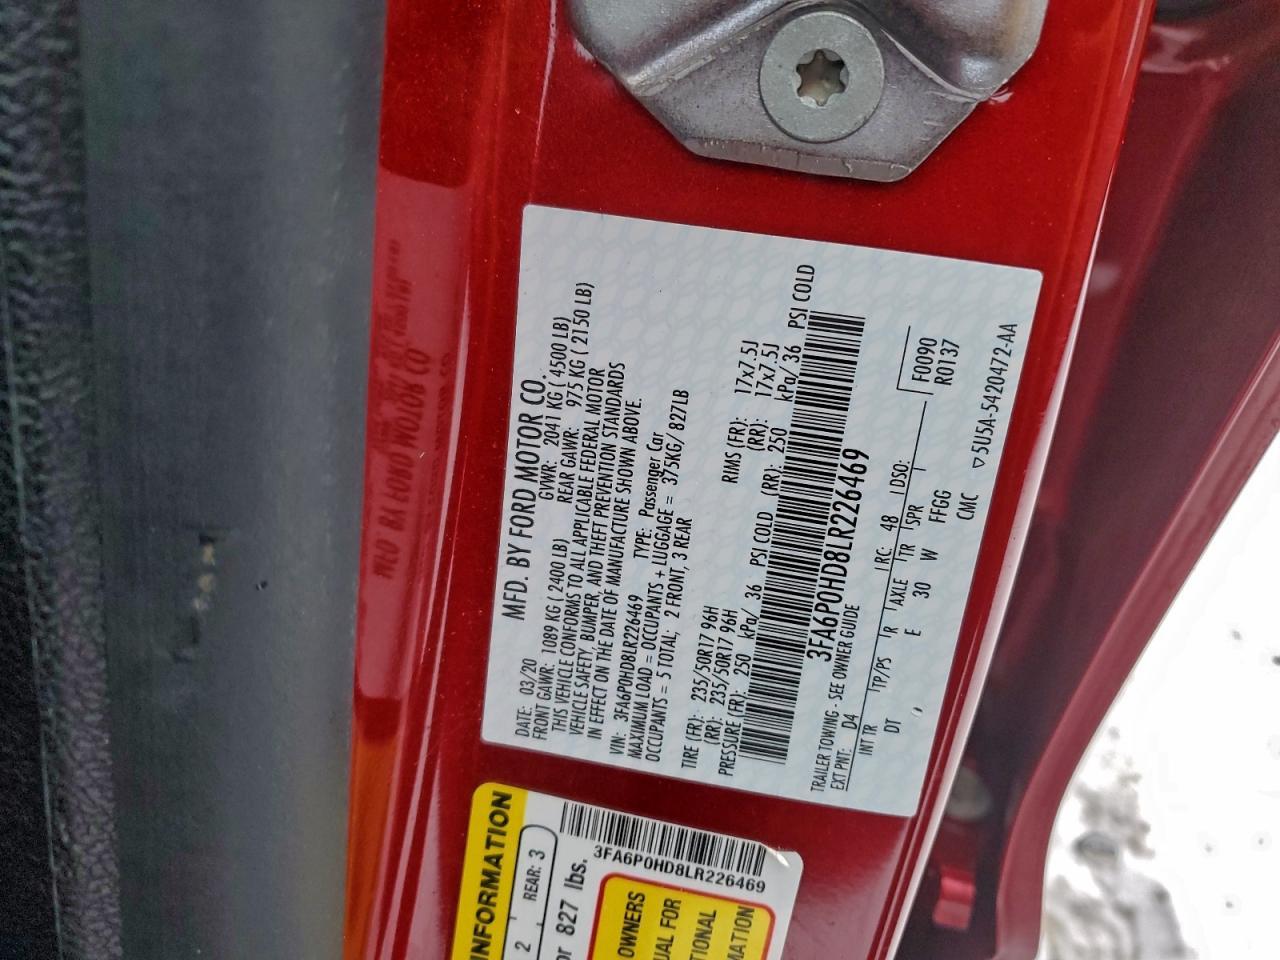 MFD. BY FORD MOTOR CO.
DATE: 03/20 GVWR: 2041 KG ( 4500 LB)
FRONT GAWR: 1089 KG ( 2400 LB) REAR GAWR: 975 KG ( 2150 LB)
THIS VEHICLE CONFORMS TO ALL APPLICABLE FEDERAL MOTOR
VEHICLE SAFETY, BUMPER, AND THEFT PREVENTION STANDARDS
IN EFFECT ON THE DATE OF MANUFACTURE SHOWN ABOVE.
VIN: 3FA6P0HD8LR226469 TYPE: Passenger Car
MAXIMUM LOAD = OCCUPANTS + LUGGAGE = 375KG/ 827LB
OCCUPANTS = 5 TOTAL; 2 FRONT, 3 REAR
TIRE (FR): 235/50R17 96H RIMS (FR): 17x7.5J
(RR): 235/50R17 96H (RR): 17x7.5J
PRESSURE (FR): 250 kPa/ 36 PSI COLD (RR): 250 kPa/ 36 PSI COLD
3FA6P0HD8LR226469
TRAILER TOWING - SEE OWNER GUIDE
EXT PNT: D4 RC: 48 DSO: F0090
R0137
INT TR TP/PS R AXLE TR SPR
DT E 30 W FFGG
CMC
▽5U5A-5420472-AA
INFORMATION
2 REAR: 3
or 827 lbs.
3FA6P0HD8LR226469
OWNERS
UAL FOR
TIONAL
MATION